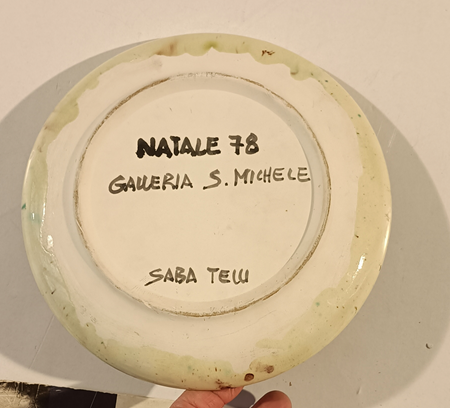 NATALE 78
GALLERIA S. MICHELE
SABA TELLI